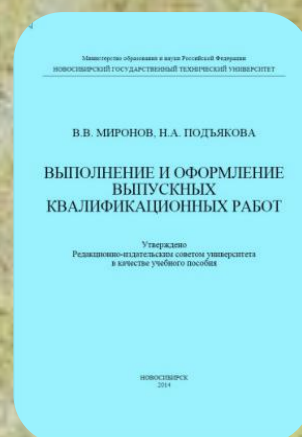 Министерство образования и науки Российской Федерации
НОВОСИБИРСКИЙ ГОСУДАРСТВЕННЫЙ ТЕХНИЧЕСКИЙ УНИВЕРСИТЕТ
В.В. МИРОНОВ, Н.А. ПОДЪЯКОВА
ВЫПОЛНЕНИЕ И ОФОРМЛЕНИЕ
ВЫПУСКНЫХ
КВАЛИФИКАЦИОННЫХ РАБОТ
Утверждено
Редакционно-издательским советом университета
в качестве учебного пособия
НОВОСИБИРСК
2014